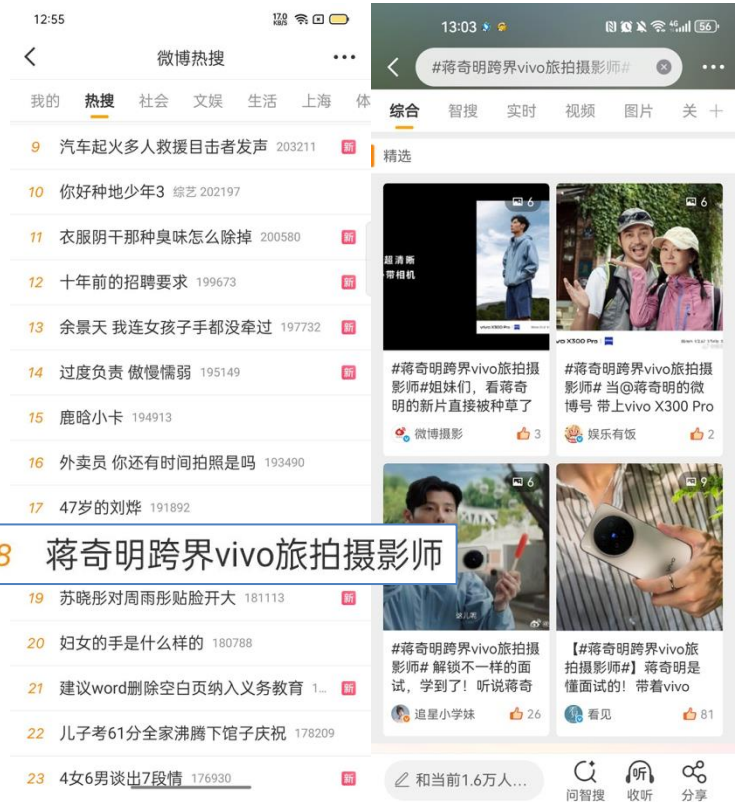 12:55
17.0 KB/S
微博热搜
我的 热搜 社会 文娱 生活 上海 体
9 汽车起火多人救援目击者发声 203211 新
10 你好种地少年3 综艺 202197
11 衣服阴干那种臭味怎么除掉 200580 新
12 十年前的招聘要求 199673 新
13 余景天 我连女孩子手都没牵过 197732 新
14 过度负责 傲慢懦弱 195149 新
15 鹿晗小卡 194913
16 外卖员 你还有时间拍照是吗 193490
17 47岁的刘烨 191892
8 蒋奇明跨界vivo旅拍摄影师
19 苏晓彤对周雨彤贴脸开大 181113 新
20 妇女的手是什么样的 180788
21 建议word删除空白页纳入义务教育 1... 新
22 儿子考61分全家沸腾下馆子庆祝 178209
23 4女6男谈出7段情 176930 新
13:03
4G 56
#蒋奇明跨界vivo旅拍摄影师#
综合 智搜 实时 视频 图片 关
精选
6
超清晰
带相机
vivo X300 Pro
#蒋奇明跨界vivo旅拍摄
影师#姐妹们，看蒋奇
明的新片直接被种草了
微博摄影 3
6
vo X300 Pro
#蒋奇明跨界vivo旅拍摄
影师# 当@蒋奇明的微
博号 带上vivo X300 Pro
娱乐有饭 2
6
#蒋奇明跨界vivo旅拍摄
影师# 解锁不一样的面
试，学到了！听说蒋奇
追星小学妹 26
9
【#蒋奇明跨界vivo旅
拍摄影师#】蒋奇明是
懂面试的！带着vivo
看见 81
和当前1.6万人...
听
问智搜 收听 分享